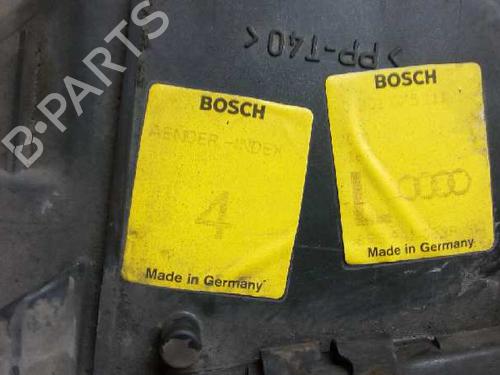 B-PARTS
>PP-T40<
BOSCH
AENDER-INDEX
4
Made in Germany
BOSCH
L
Made in Germany